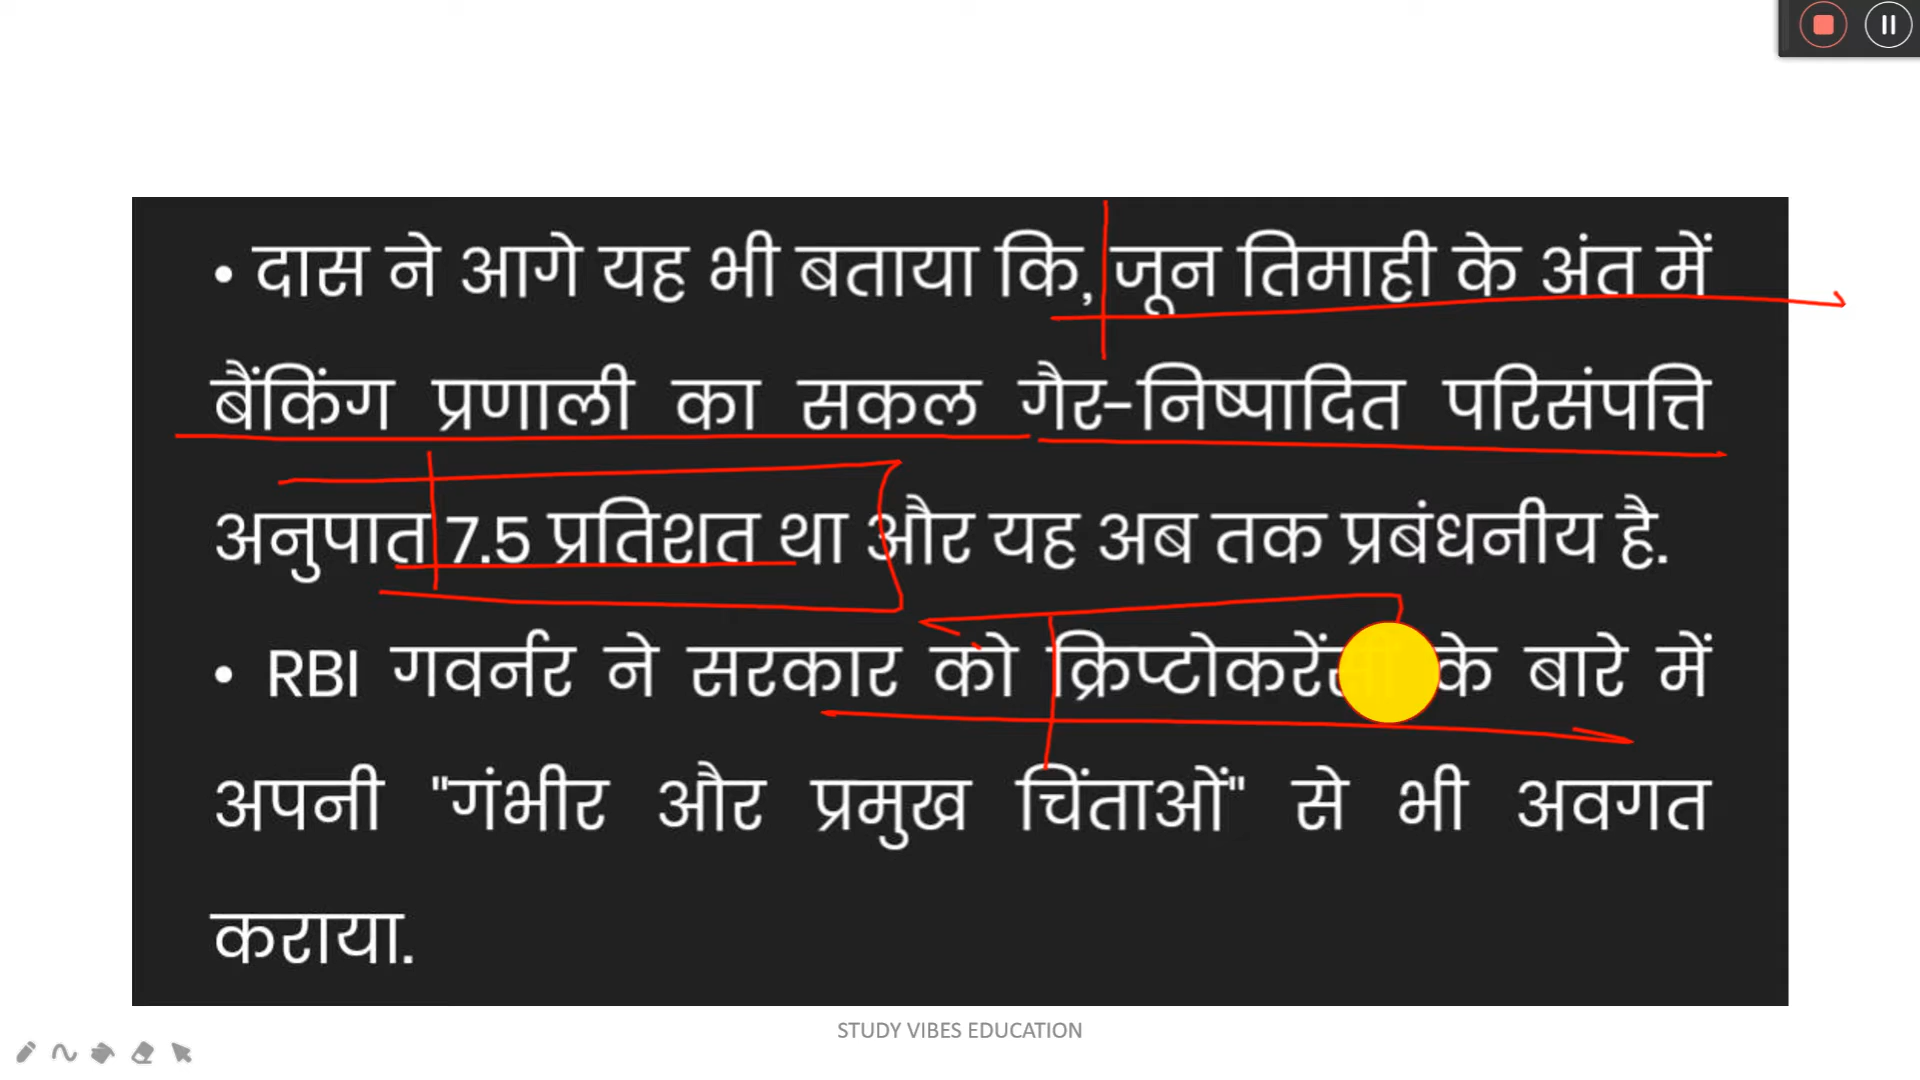 • दास ने आगे यह भी बताया कि, जून तिमाही के अंत में
बैंकिंग प्रणाली का सकल गैर-निष्पादित परिसंपत्ति
अनुपात 7.5 प्रतिशत था और यह अब तक प्रबंधनीय है.
• RBI गवर्नर ने सरकार को के बारे में
अपनी "गंभीर और प्रमुख चिंताओं" से भी अवगत
कराया.
STUDY VIBES EDUCATION